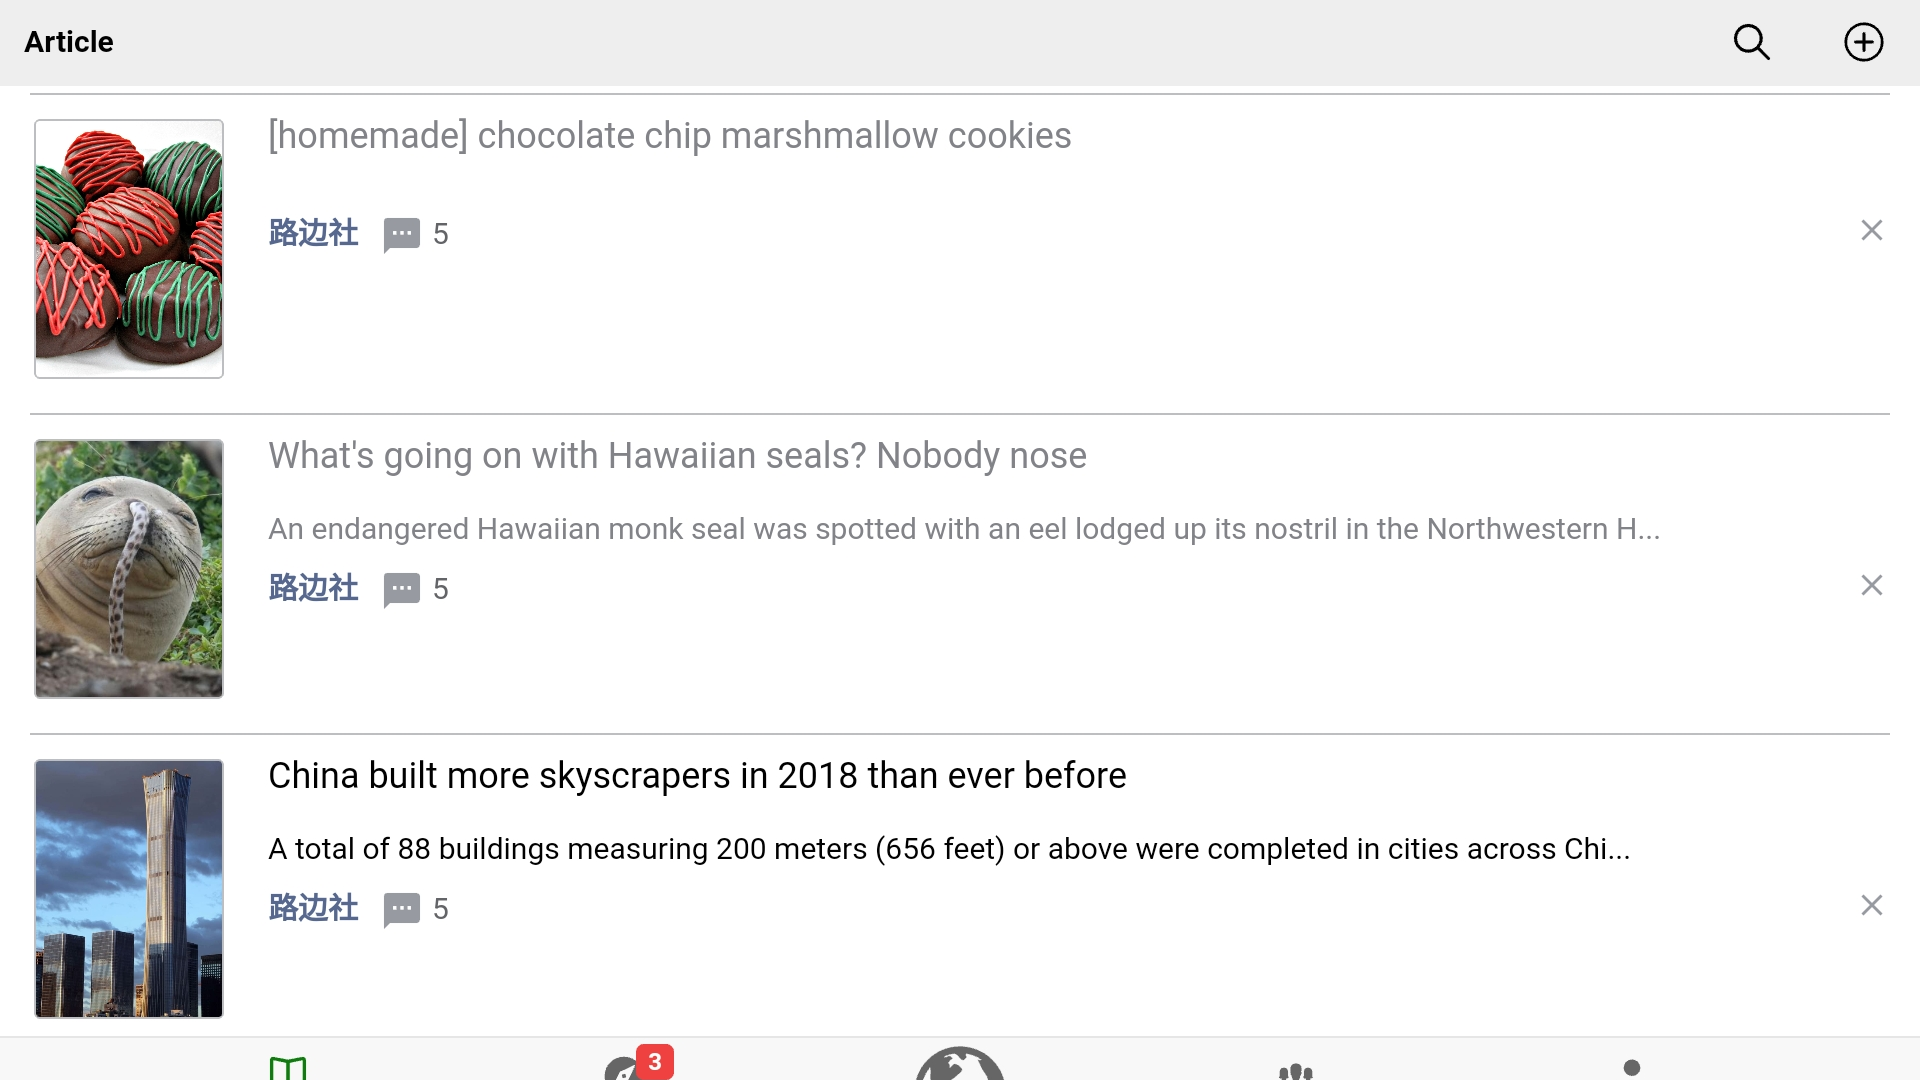 Article
[homemade] chocolate chip marshmallow cookies
路边社 5
What's going on with Hawaiian seals? Nobody nose
An endangered Hawaiian monk seal was spotted with an eel lodged up its nostril in the Northwestern H...
路边社 5
China built more skyscrapers in 2018 than ever before
A total of 88 buildings measuring 200 meters (656 feet) or above were completed in cities across Chi...
路边社 5
3